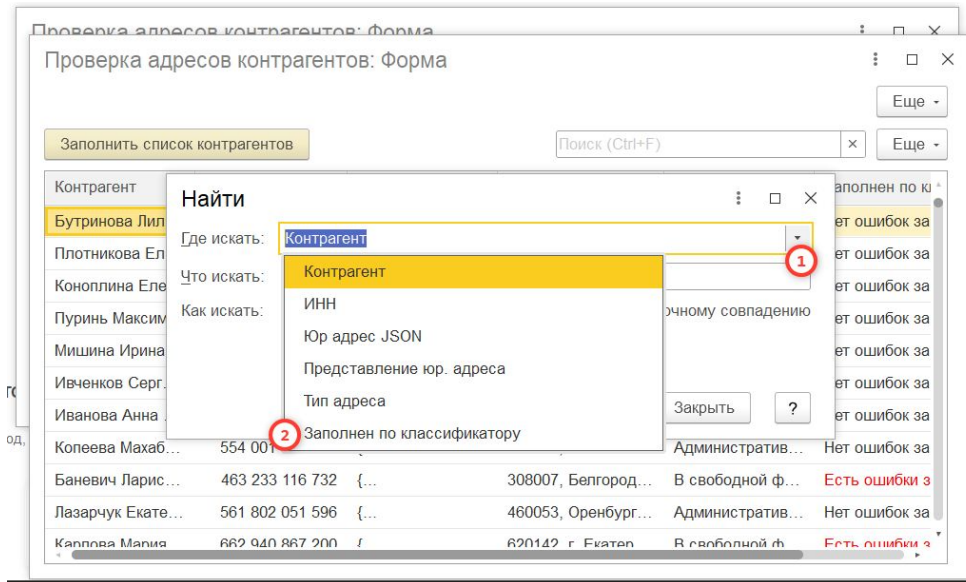 Проверка адресов контрагентов: Форма
Проверка адресов контрагентов: Форма
Еще
Заполнить список контрагентов
Поиск (Ctrl+F)
×
Еще
Контрагент
аполнен по к
Бутринова Лил
ет ошибок за
Плотникова Ел
ет ошибок за
Коноплина Еле
ет ошибок за
Пуринь Максим
ет ошибок за
Мишина Ирина
ет ошибок за
Ивченков Серг.
ет ошибок за
Иванова Анна
ет ошибок за
Копеева Махаб... 554 001 Административ... Нет ошибок за
Баневич Ларис... 463 233 116 732 {... 308007, Белгород... В свободной ф... Есть ошибки з
Лазарчук Екате... 561 802 051 596 {... 460053, Оренбург... Административ... Нет ошибок за
Карпова Мария 662 940 867 200 { 620142, г. Екатер В свободной ф Есть ошибки з
Найти
Где искать: Контрагент
1
Что искать:
Как искать:
очному совпадению
Контрагент
ИНН
Юр адрес JSON
Представление юр. адреса
Тип адреса
2 Заполнен по классификатору
Закрыть
?
од,